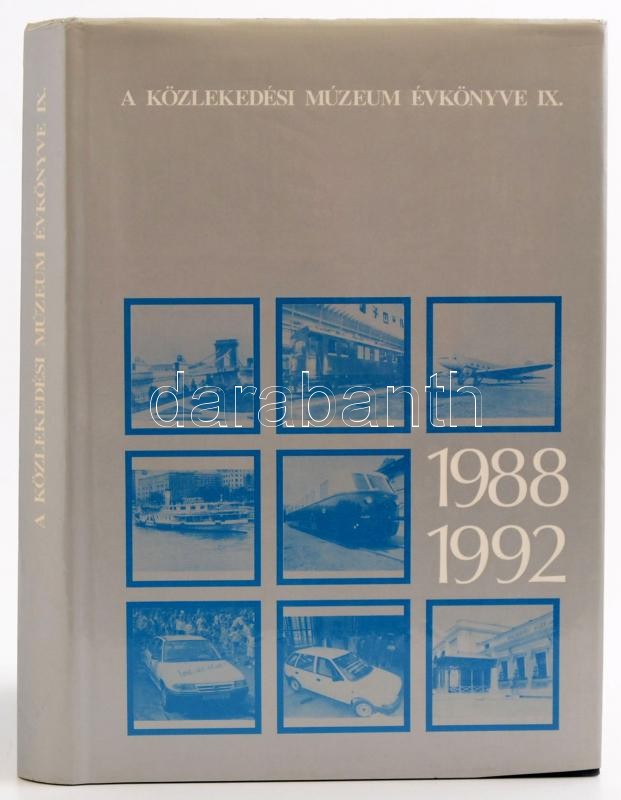 A KÖZLEKEDÉSI MÚZEUM ÉVKÖNYVE IX.
A KÖZLEKEDÉSI MÚZEUM ÉVKÖNYVE IX.
darabanth
1988
1992